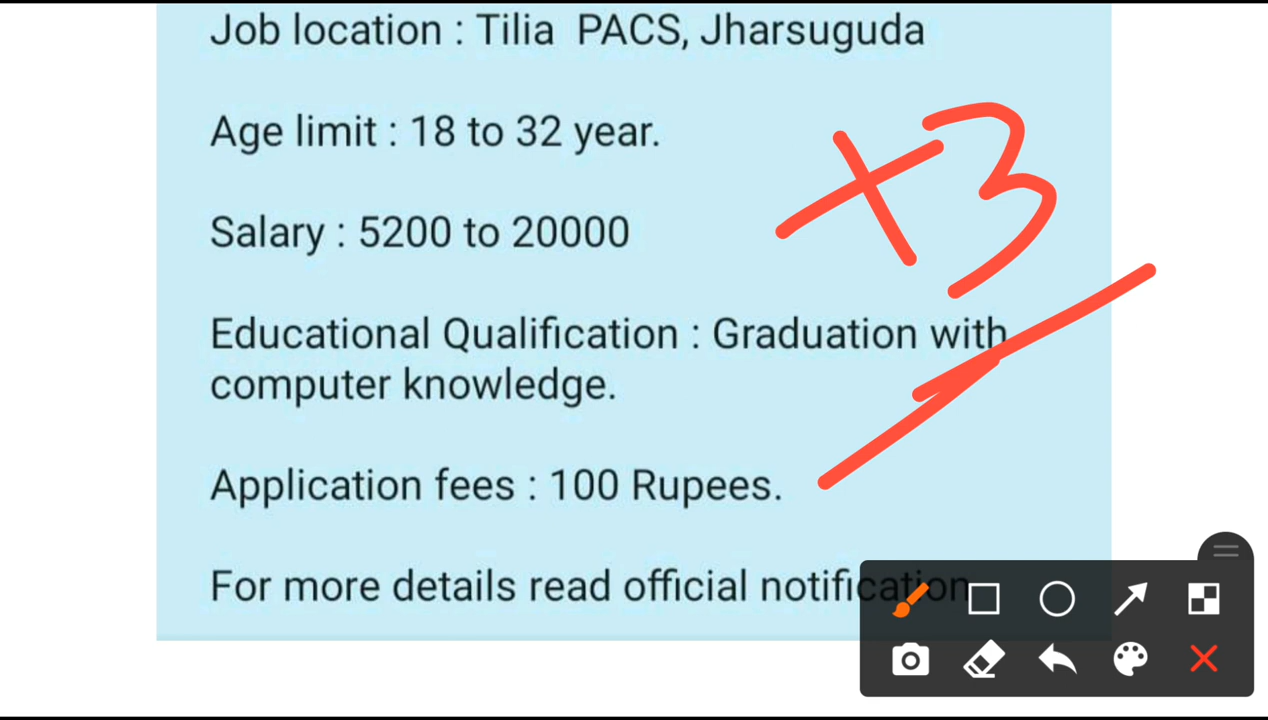 Job location : Tilia PACS, Jharsuguda
Age limit : 18 to 32 year.
+3
Salary : 5200 to 20000
Educational Qualification : Graduation with
computer knowledge.
Application fees : 100 Rupees.
For more details read official notification